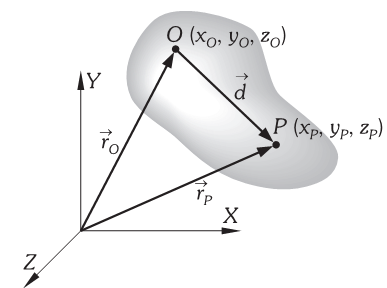 O (x_O, y_O, z_O)
Y
d⃗
P (x_P, y_P, z_P)
r⃗_O
r⃗_P
X
Z